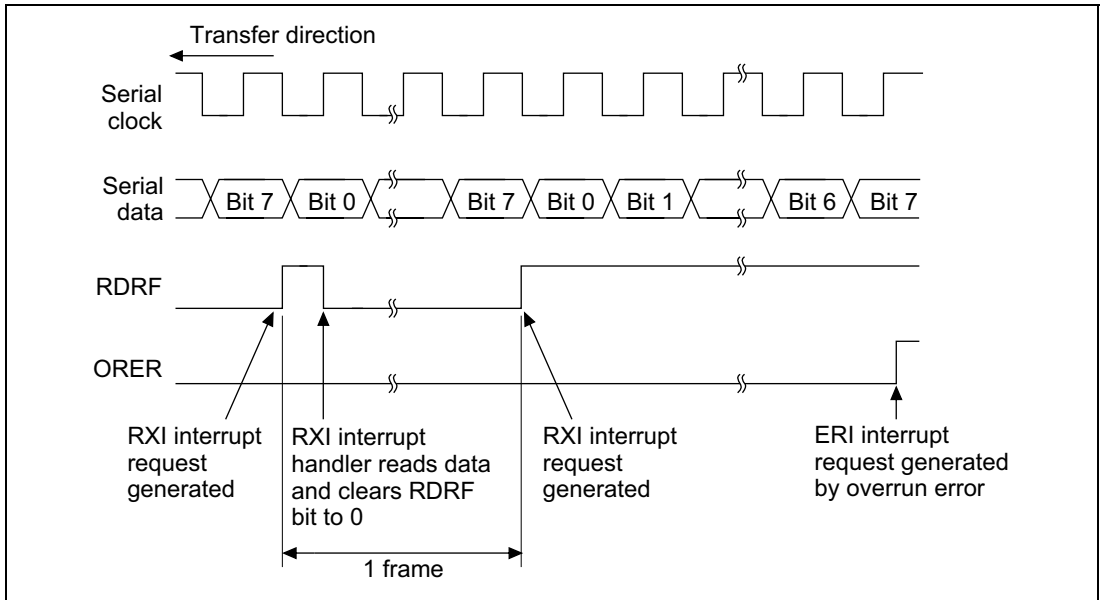 Transfer direction
Serial
clock
Serial
data
Bit 7
Bit 0
Bit 7
Bit 0
Bit 1
Bit 6
Bit 7
RDRF
ORER
RXI interrupt
request
generated
RXI interrupt
handler reads data
and clears RDRF
bit to 0
RXI interrupt
request
generated
ERI interrupt
request generated
by overrun error
1 frame